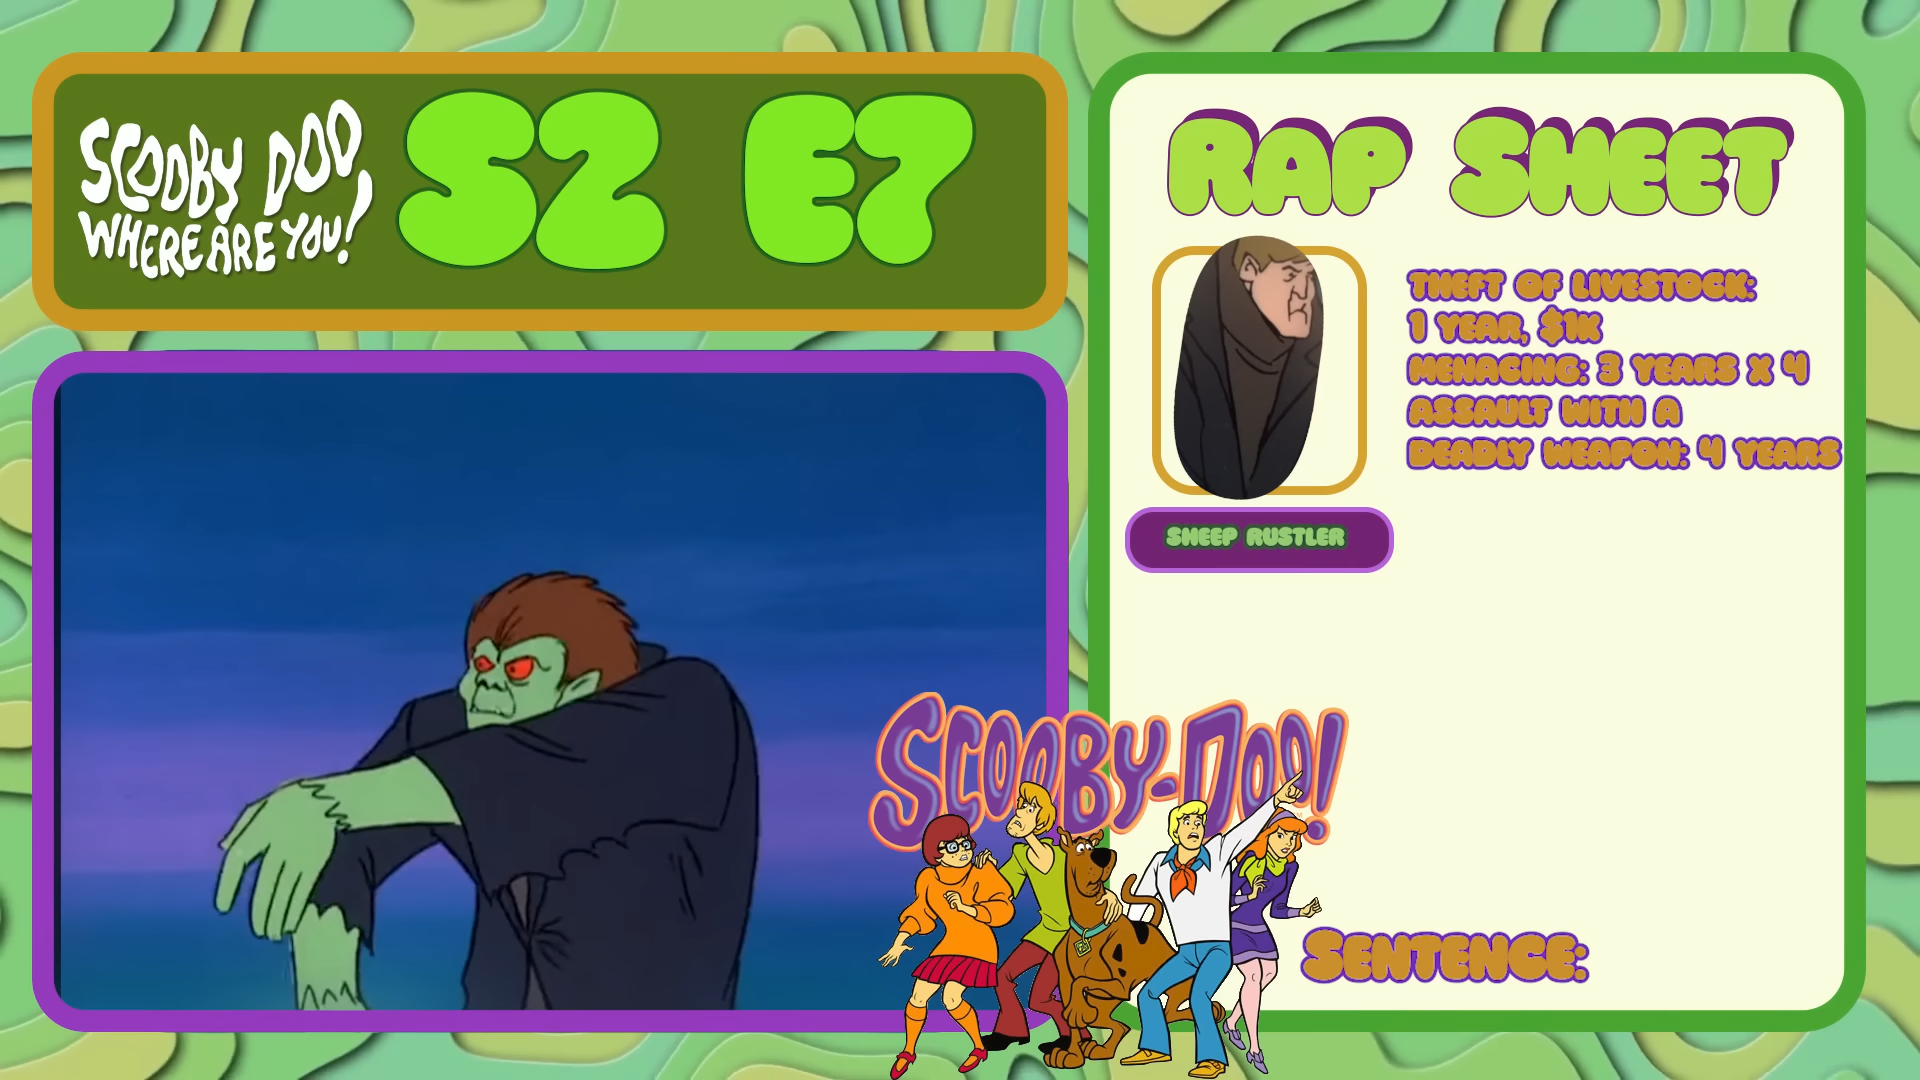 SCOOBY DOO
WHERE ARE YOU!
S2 E7
RAP SHEET
THEFT OF LIVESTOCK:
1 YEAR, $1K
MENACING: 3 YEARS X 4
ASSAULT WITH A
DEADLY WEAPON: 4 YEARS
SHEEP RUSTLER
SCOOBY-DOO!
SENTENCE: